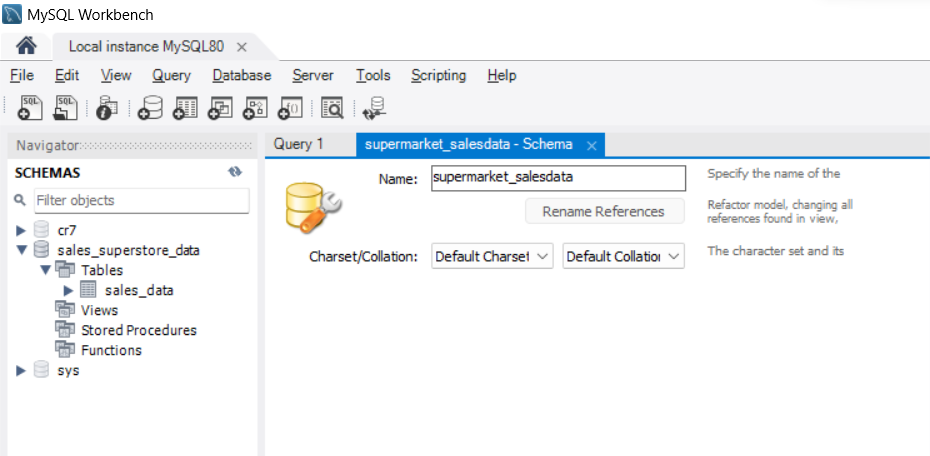 MySQL Workbench
Local instance MySQL80
File Edit View Query Database Server Tools Scripting Help
SQL SQL
Navigator
SCHEMAS
Filter objects
cr7
sales_superstore_data
Tables
sales_data
Views
Stored Procedures
Functions
sys
Query 1 supermarket_salesdata - Schema
Name: supermarket_salesdata Specify the name of the
Rename References Refactor model, changing all
references found in view,
Charset/Collation: Default Charset Default Collation The character set and its